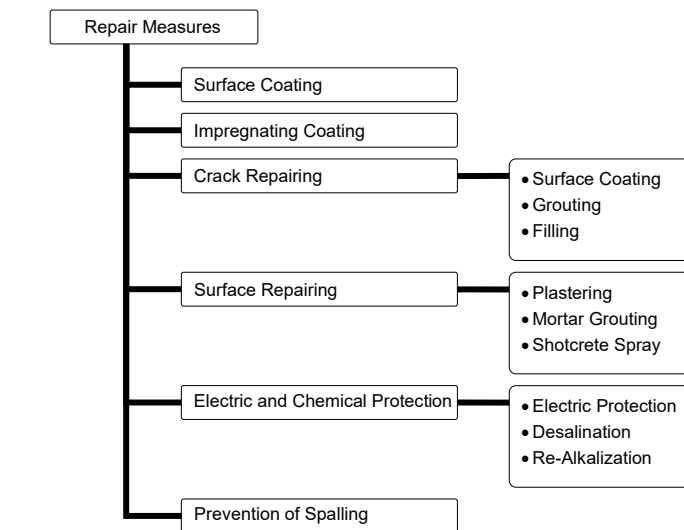 Repair Measures
Surface Coating
Impregnating Coating
Crack Repairing
• Surface Coating
• Grouting
• Filling
Surface Repairing
• Plastering
• Mortar Grouting
• Shotcrete Spray
Electric and Chemical Protection
• Electric Protection
• Desalination
• Re-Alkalization
Prevention of Spalling